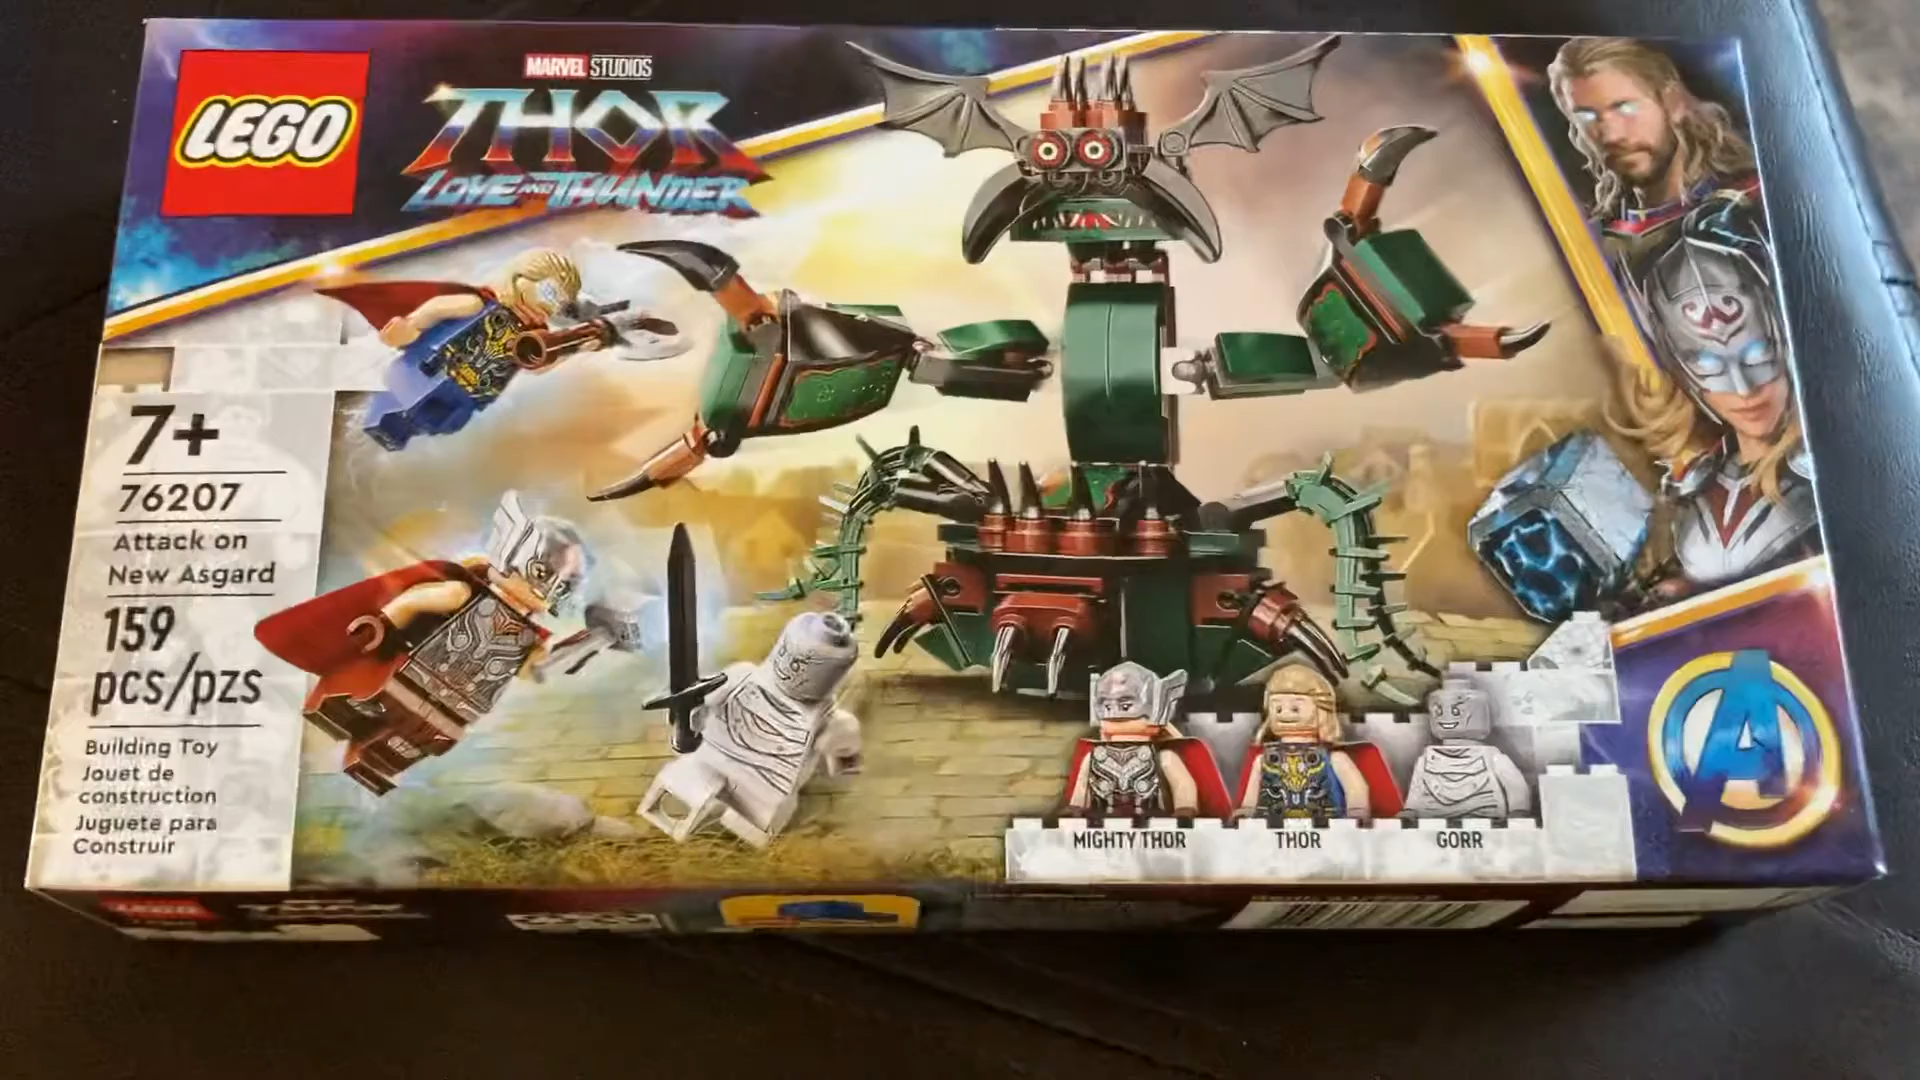 LEGO
MARVEL STUDIOS
THOR
LOVE AND THUNDER
7+
76207
Attack on
New Asgard
159
pcs/pzs
Building Toy
Jouet de
construction
Juguete para
Construir
MIGHTY THOR
THOR
GORR
LEGO